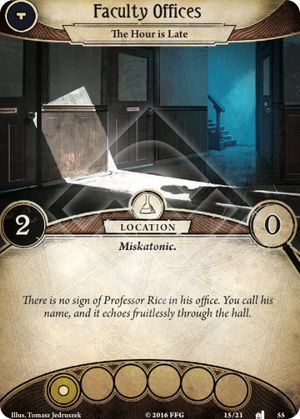 Faculty Offices
The Hour is Late
2
LOCATION
0
Miskatonic.
There is no sign of Professor Rice in his office. You call his
name, and it echoes fruitlessly through the hall.
Illus. Tomasz Jedruszek
© 2016 FFG
15/21
55